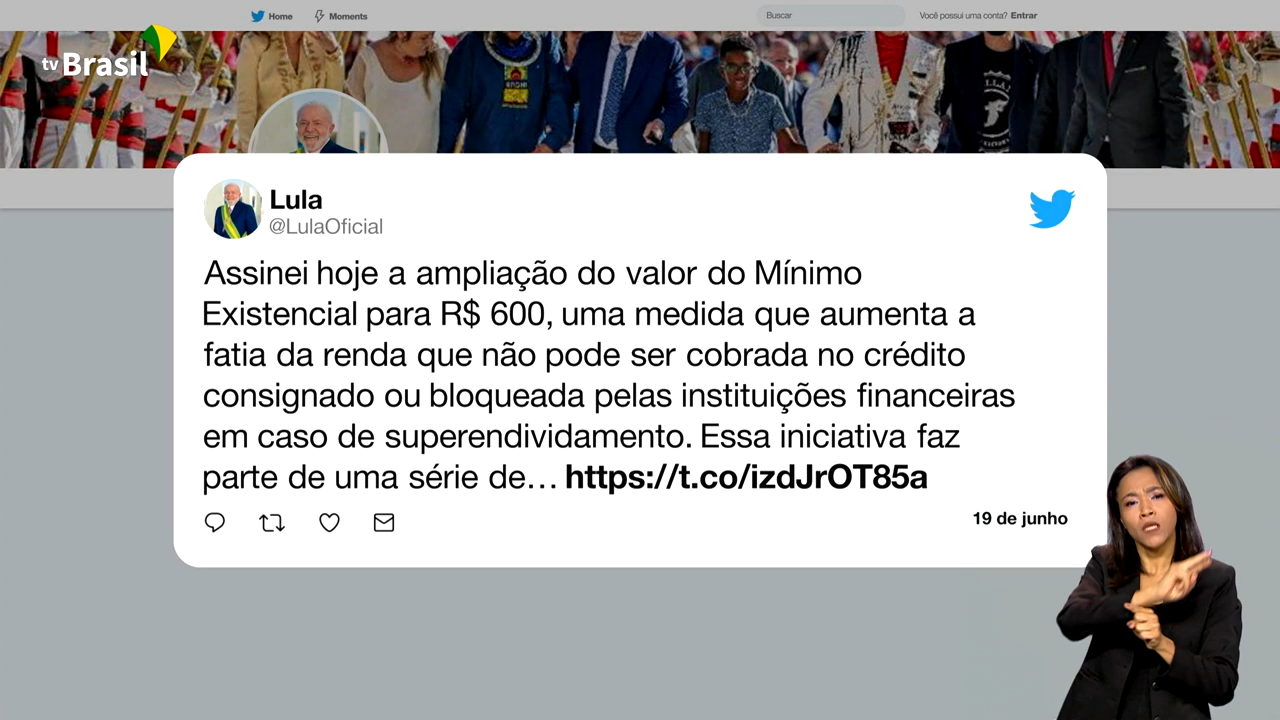 Home
Moments
Buscar
Você possui uma conta? Entrar
tv Brasil
Lula
@LulaOficial
Assinei hoje a ampliação do valor do Mínimo
Existencial para R$ 600, uma medida que aumenta a
fatia da renda que não pode ser cobrada no crédito
consignado ou bloqueada pelas instituições financeiras
em caso de superendividamento. Essa iniciativa faz
parte de uma série de… https://t.co/izdJrOT85a
19 de junho